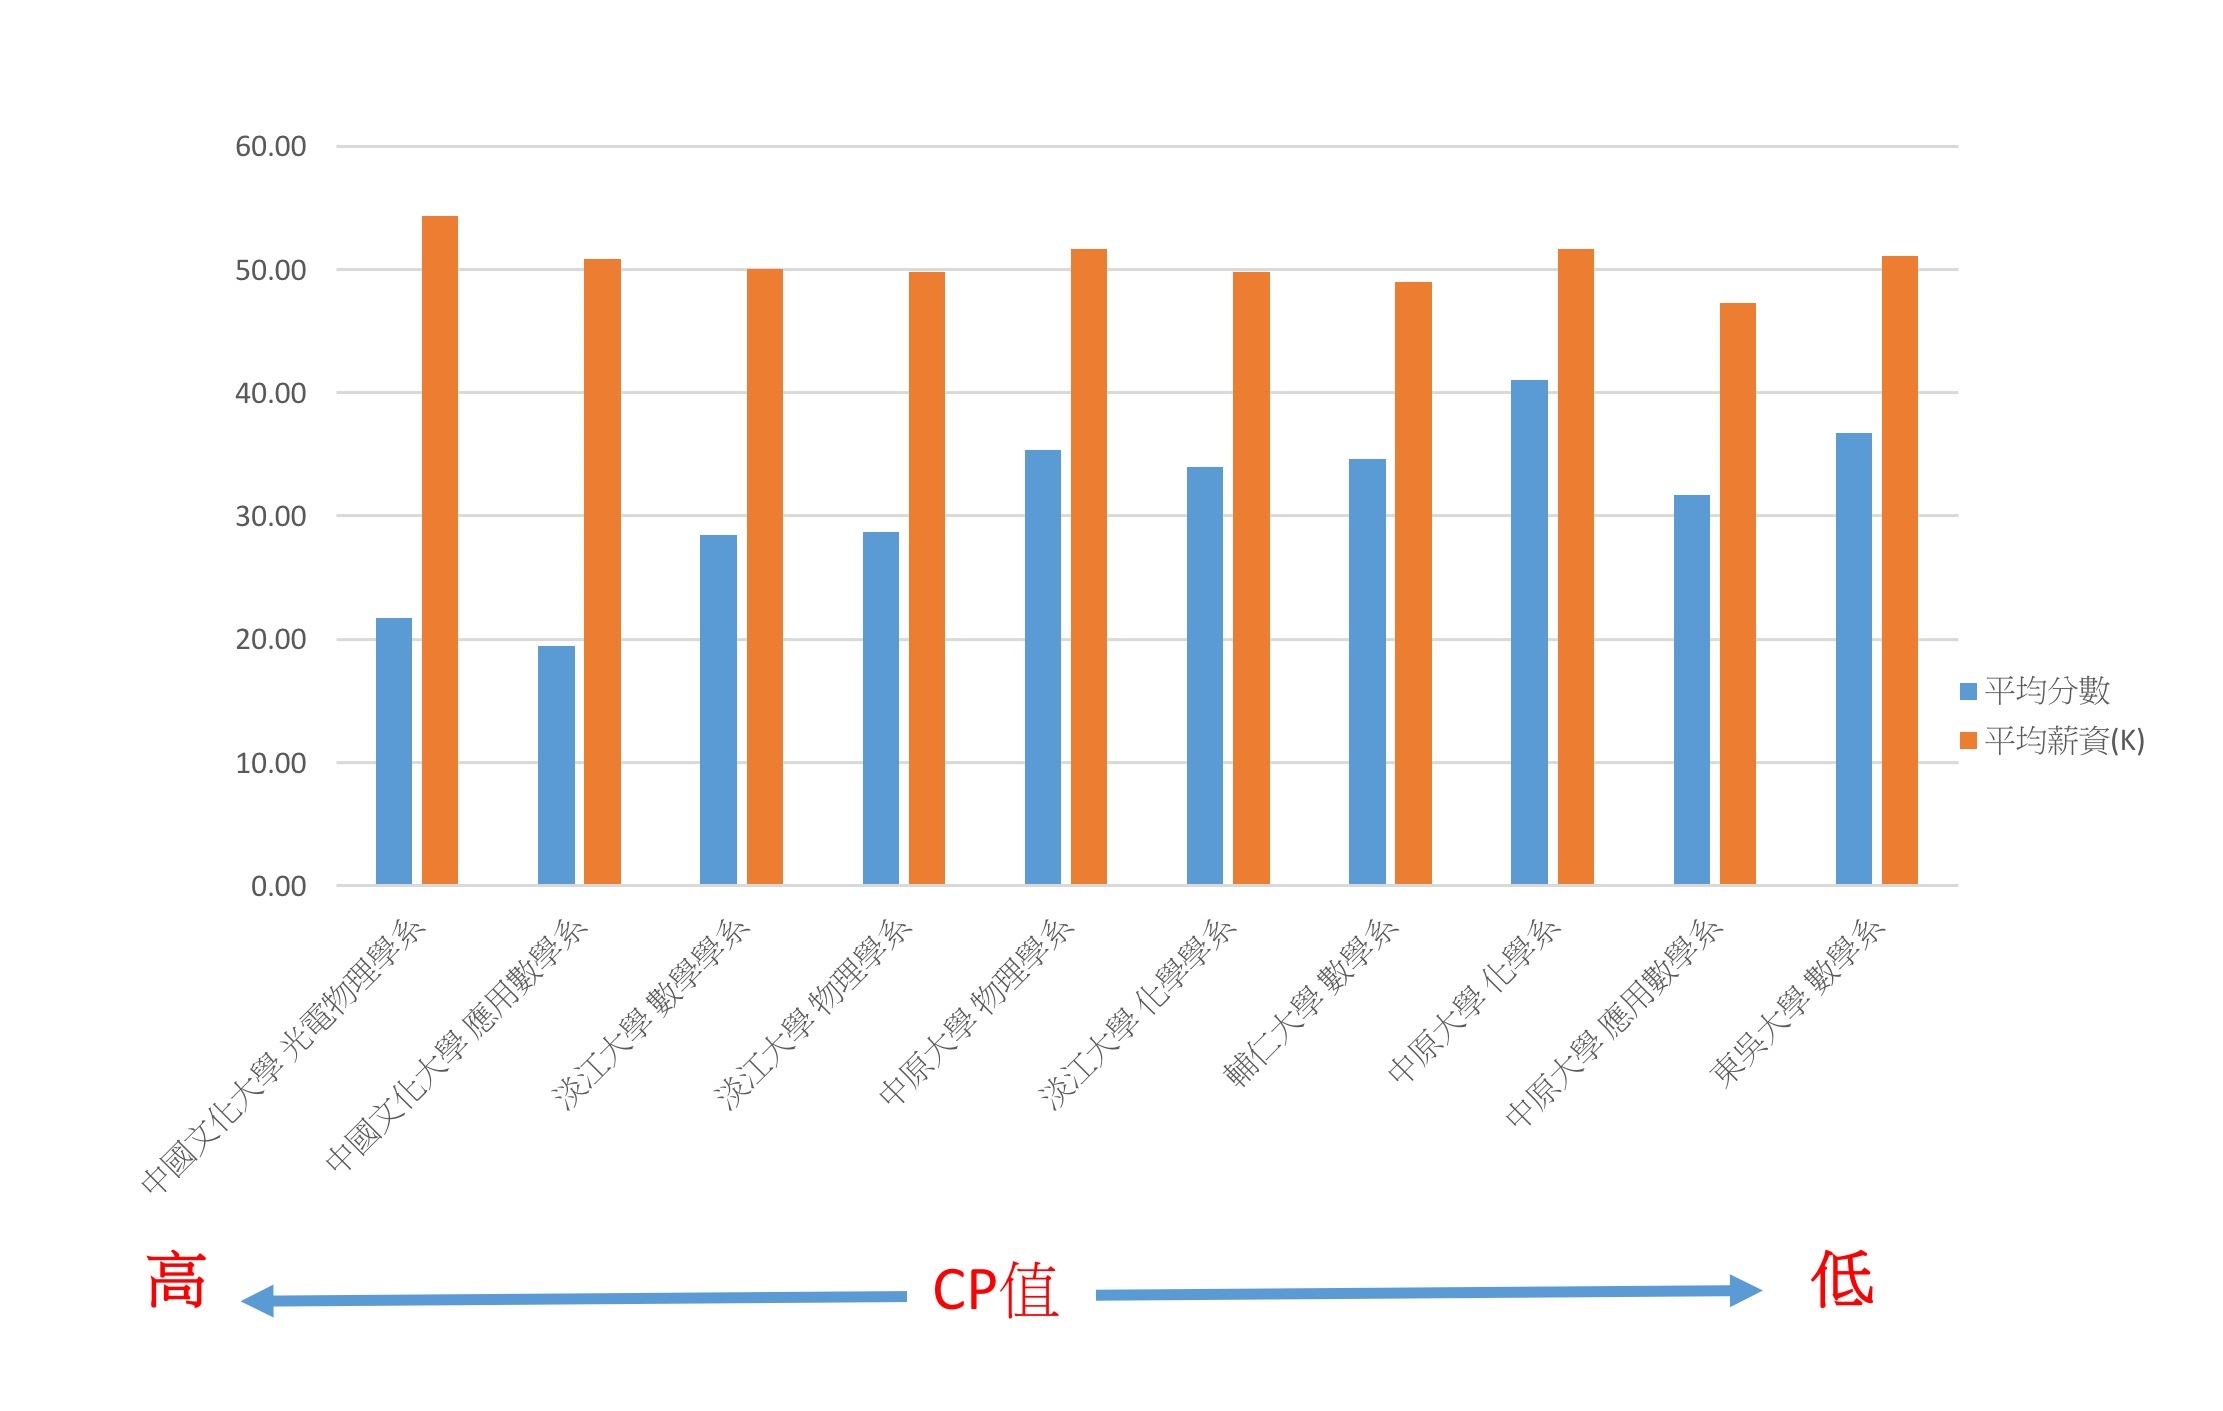 60.00
50.00
40.00
30.00
20.00
10.00
0.00
平均分數
平均薪資(K)
中國文化大學 光電物理學系
中國文化大學 應用數學系
淡江大學 數學學系
淡江大學 物理學系
中原大學 物理學系
淡江大學 化學學系
輔仁大學 數學系
中原大學 化學系
中原大學 應用數學系
東吳大學 數學系
高
CP值
低